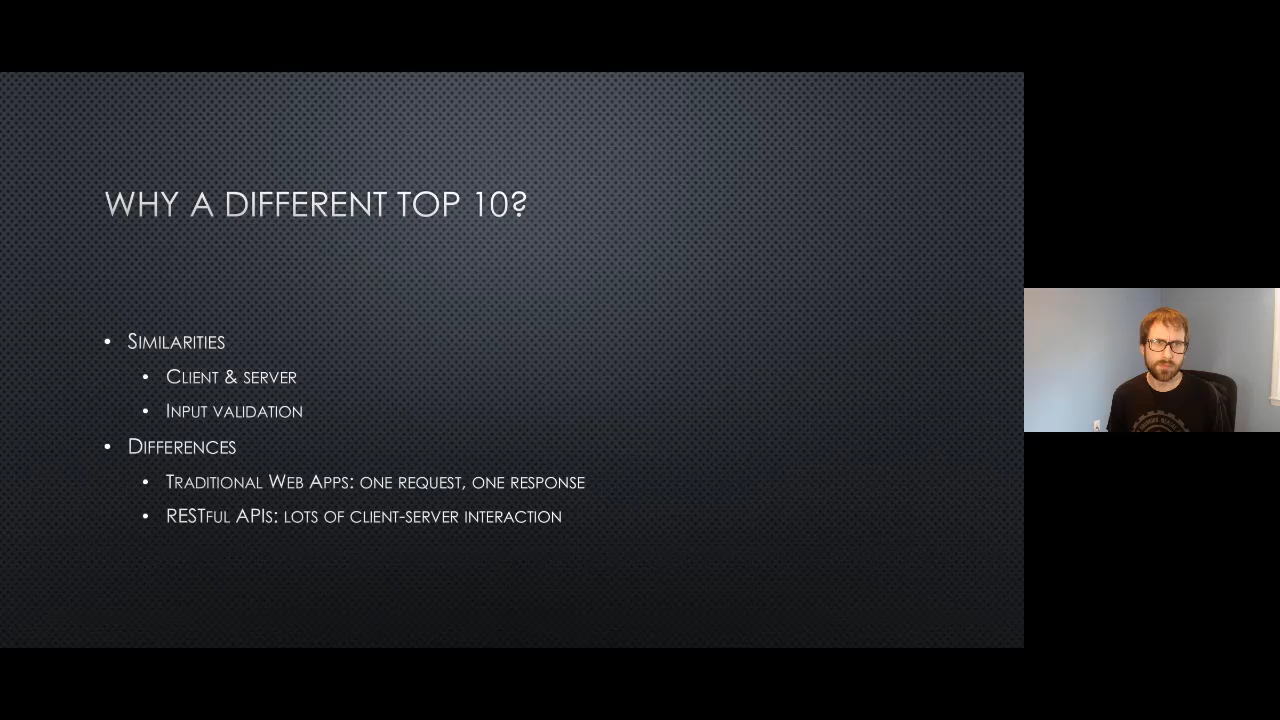 WHY A DIFFERENT TOP 10?
• SIMILARITIES
• CLIENT & SERVER
• INPUT VALIDATION
• DIFFERENCES
• TRADITIONAL WEB APPS: ONE REQUEST, ONE RESPONSE
• RESTFUL APIS: LOTS OF CLIENT-SERVER INTERACTION